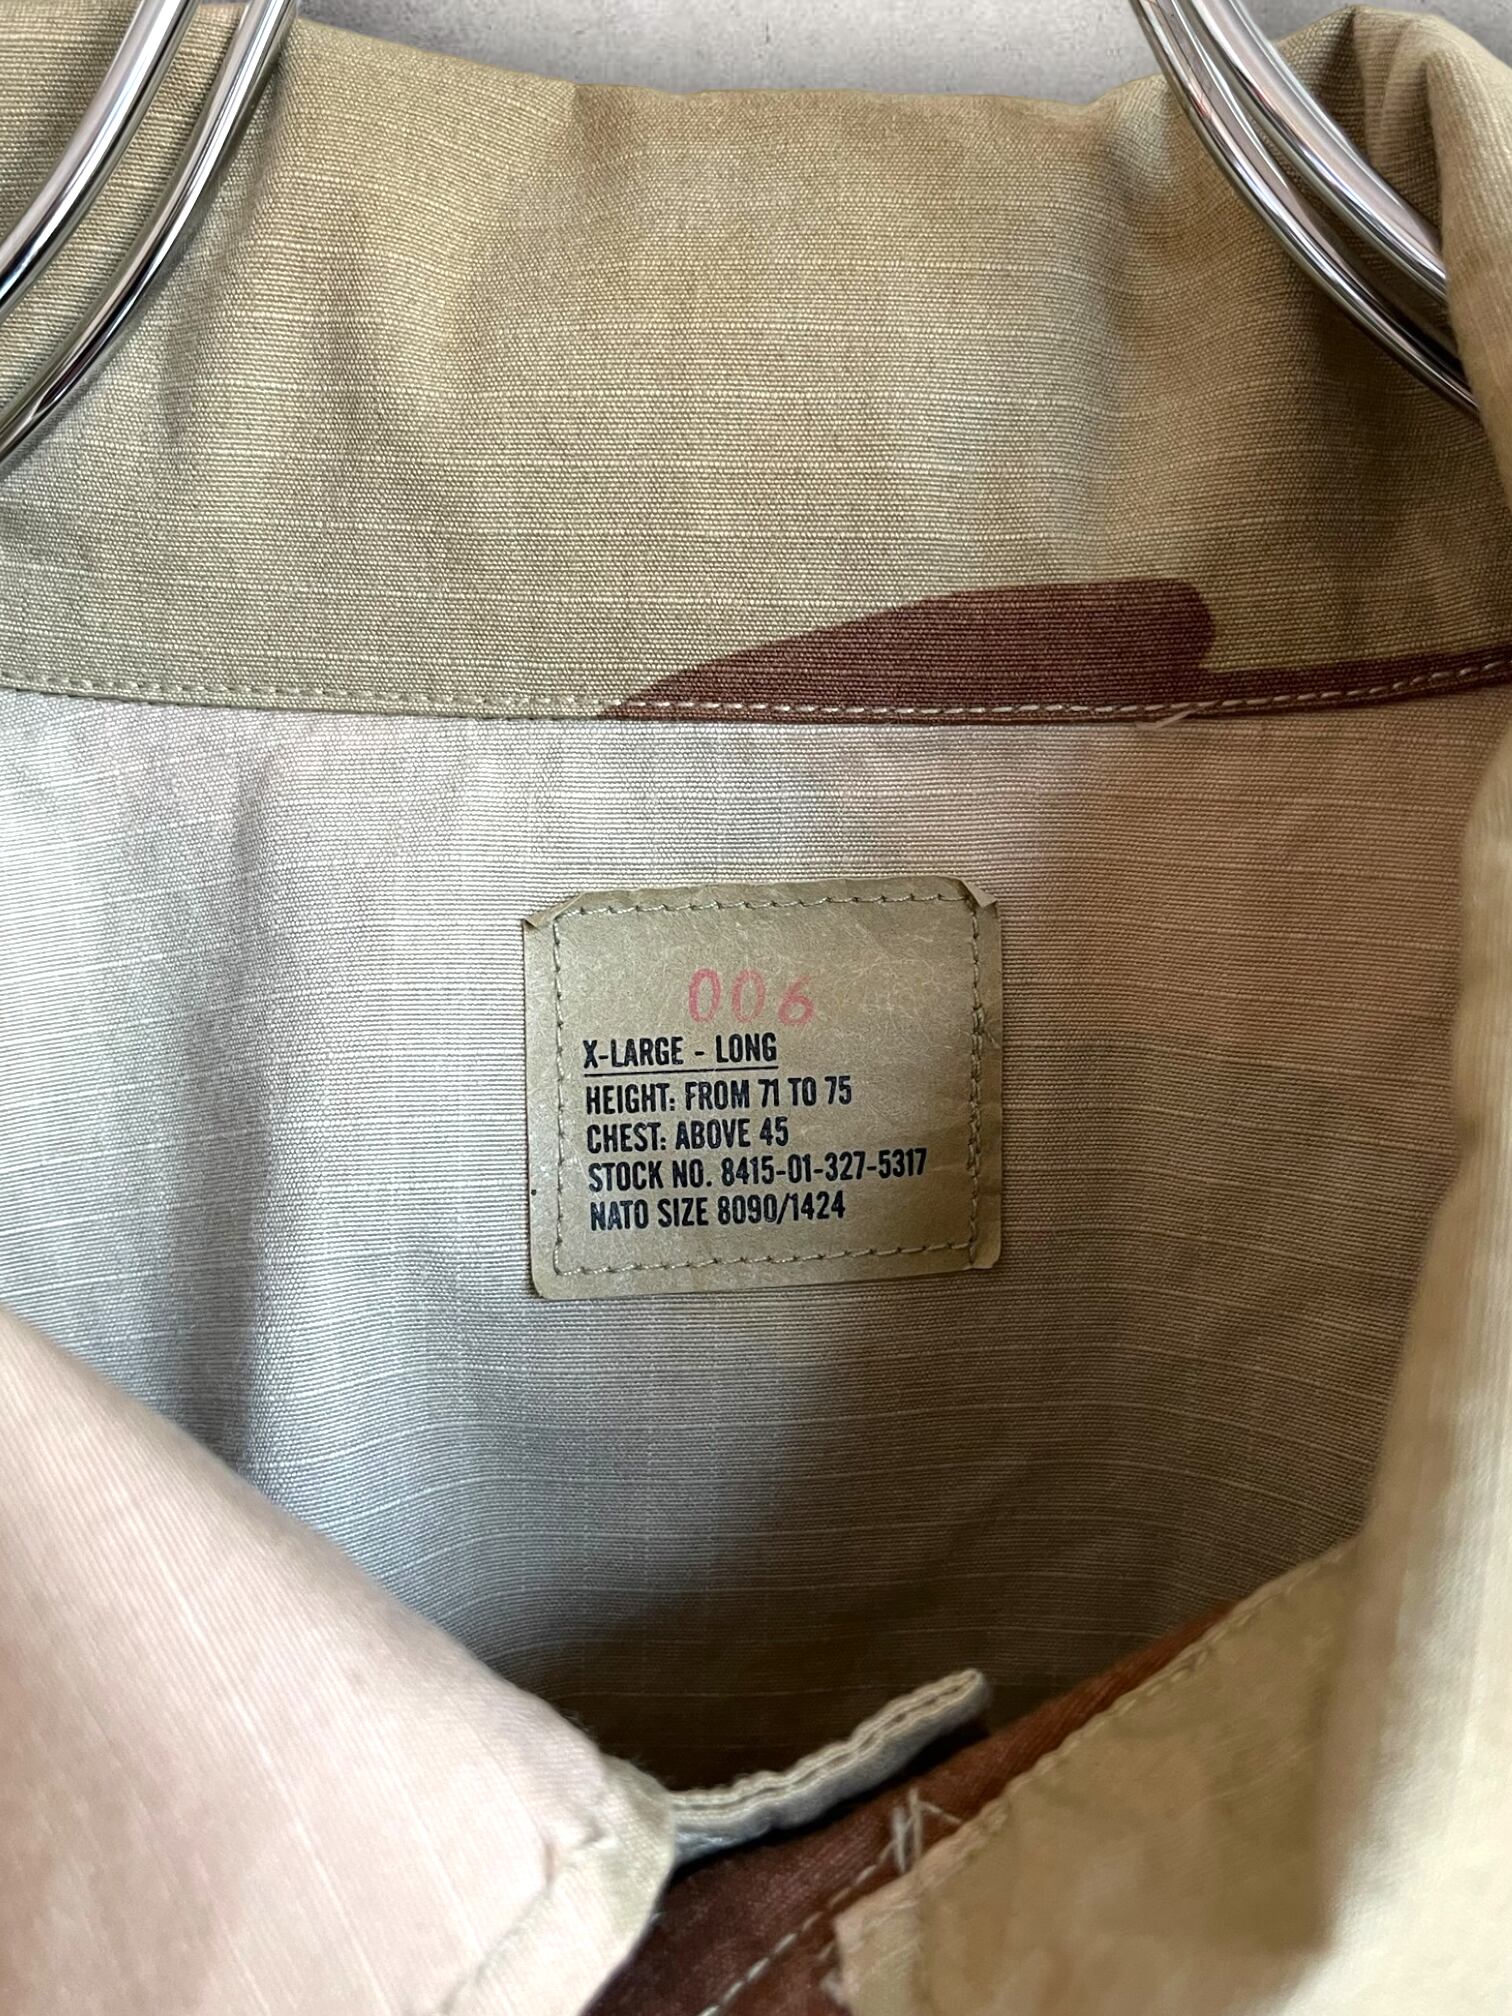 006
X-LARGE - LONG
HEIGHT: FROM 71 TO 75
CHEST: ABOVE 45
STOCK NO. 8415-01-327-5317
NATO SIZE 8090/1424